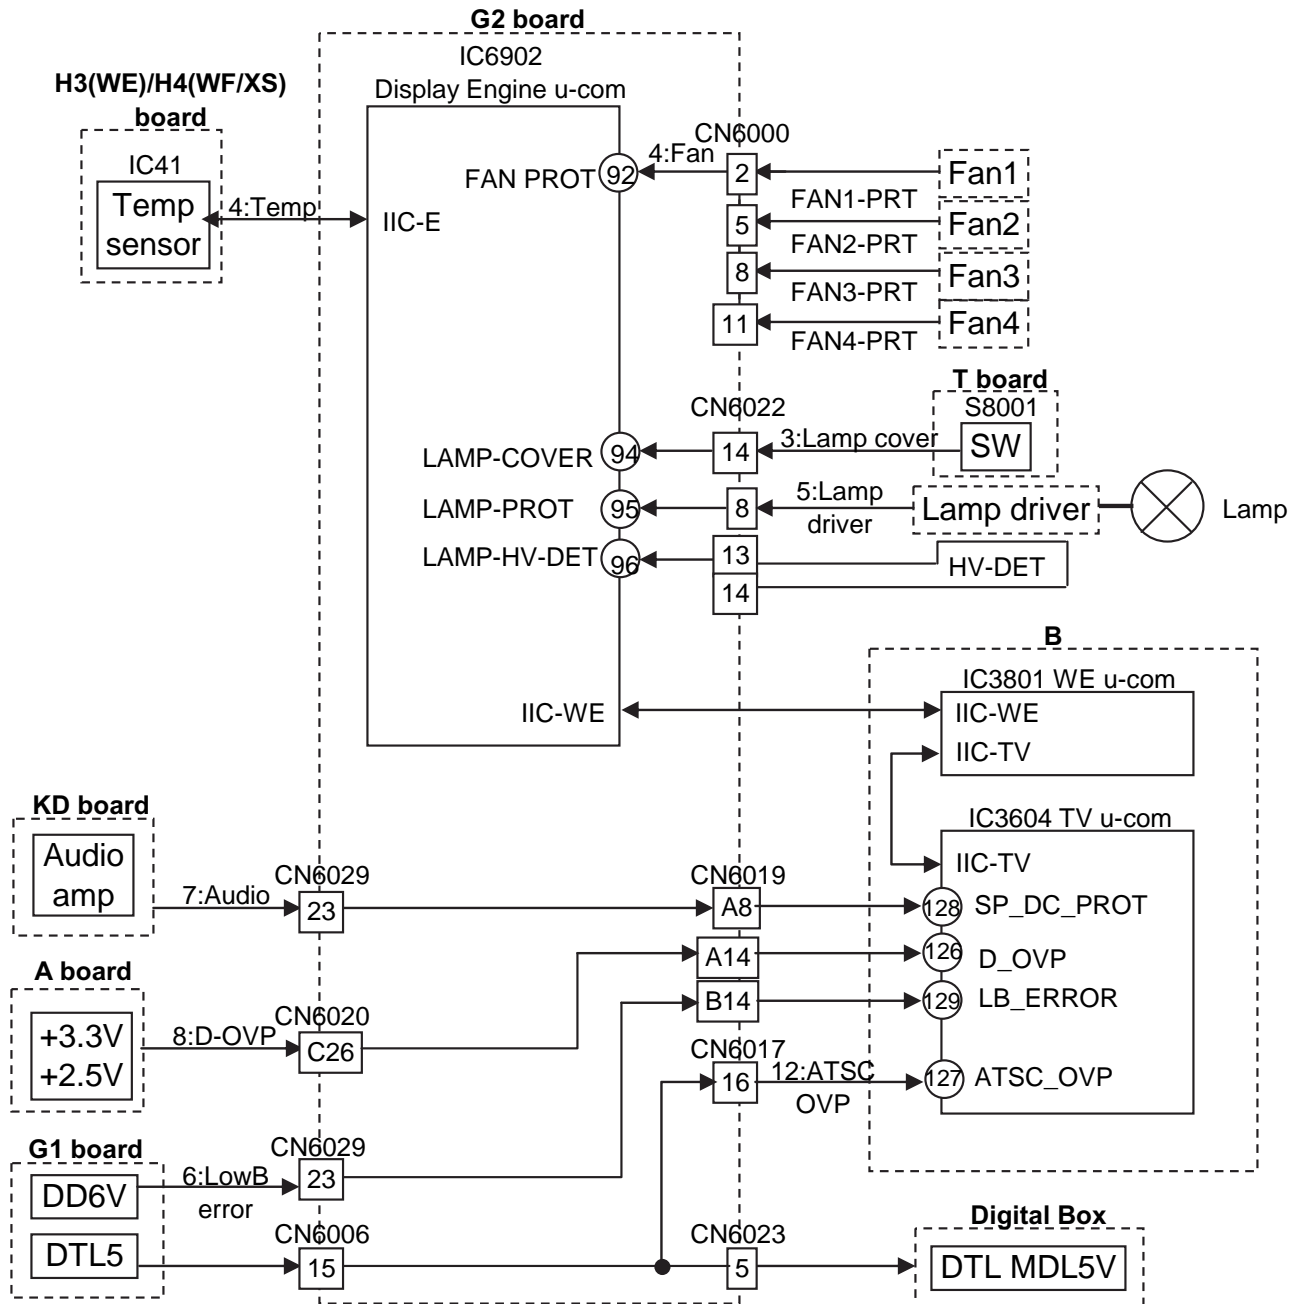 G2 board
IC6902
Display Engine u-com
H3(WE)/H4(WF/XS)
board
IC41
Temp
sensor
4:Temp
IIC-E
FAN PROT
92
4:Fan
CN6000
2
FAN1-PRT
Fan1
5
FAN2-PRT
Fan2
8
FAN3-PRT
Fan3
11
FAN4-PRT
Fan4
T board
S8001
SW
CN6022
LAMP-COVER
94
14
3:Lamp cover
LAMP-PROT
95
8
5:Lamp
driver
Lamp driver
Lamp
LAMP-HV-DET
96
13
14
HV-DET
B
IC3801 WE u-com
IIC-WE
IIC-WE
IIC-TV
IC3604 TV u-com
IIC-TV
KD board
Audio
amp
7:Audio
CN6029
23
CN6019
A8
128
SP_DC_PROT
A14
126
D_OVP
B14
129
LB_ERROR
A board
+3.3V
+2.5V
8:D-OVP
CN6020
C26
CN6017
16
12:ATSC
OVP
127
ATSC_OVP
G1 board
DD6V
6:LowB
error
CN6029
23
DTL5
CN6006
15
CN6023
5
Digital Box
DTL MDL5V